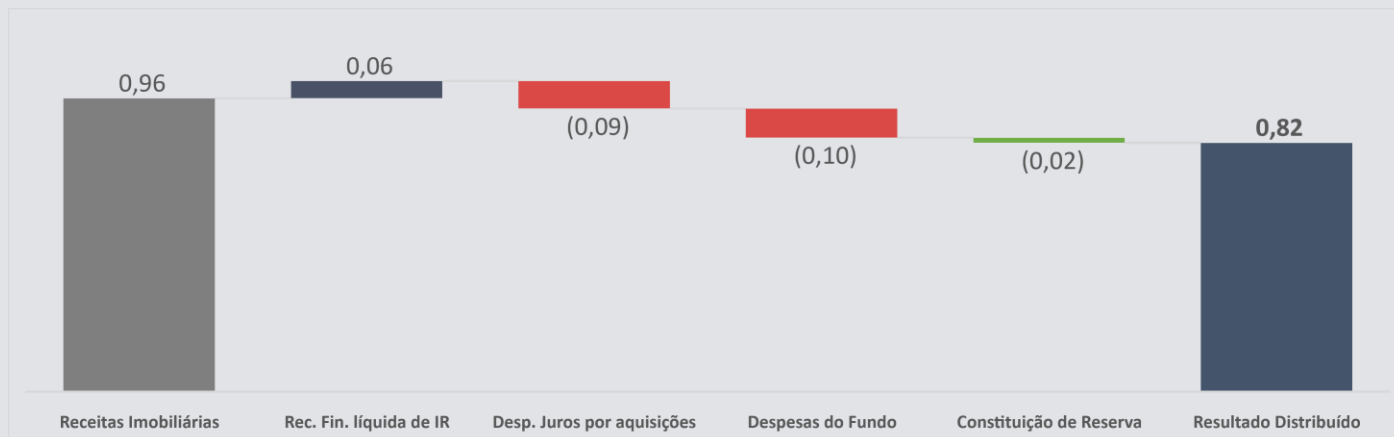 0,96
0,06
(0,09)
(0,10)
(0,02)
0,82
Receitas Imobiliárias
Rec. Fin. líquida de IR
Desp. Juros por aquisições
Despesas do Fundo
Constituição de Reserva
Resultado Distribuído